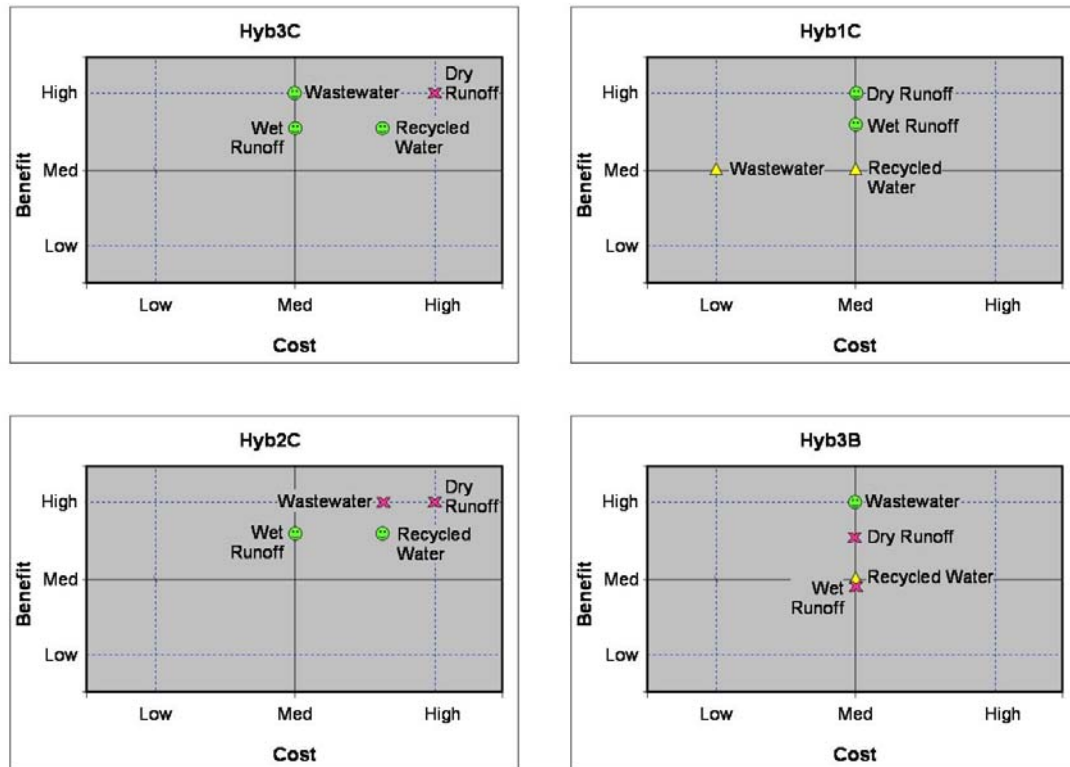 Hyb3C
High
Med
Low
Benefit
Wastewater
Dry
Runoff
Wet
Runoff
Recycled
Water
Low
Med
High
Cost
Hyb1C
High
Med
Low
Benefit
Dry Runoff
Wet Runoff
Wastewater
Recycled
Water
Low
Med
High
Cost
Hyb2C
High
Med
Low
Benefit
Wastewater
Dry
Runoff
Wet
Runoff
Recycled
Water
Low
Med
High
Cost
Hyb3B
High
Med
Low
Benefit
Wastewater
Dry Runoff
Recycled Water
Wet
Runoff
Low
Med
High
Cost